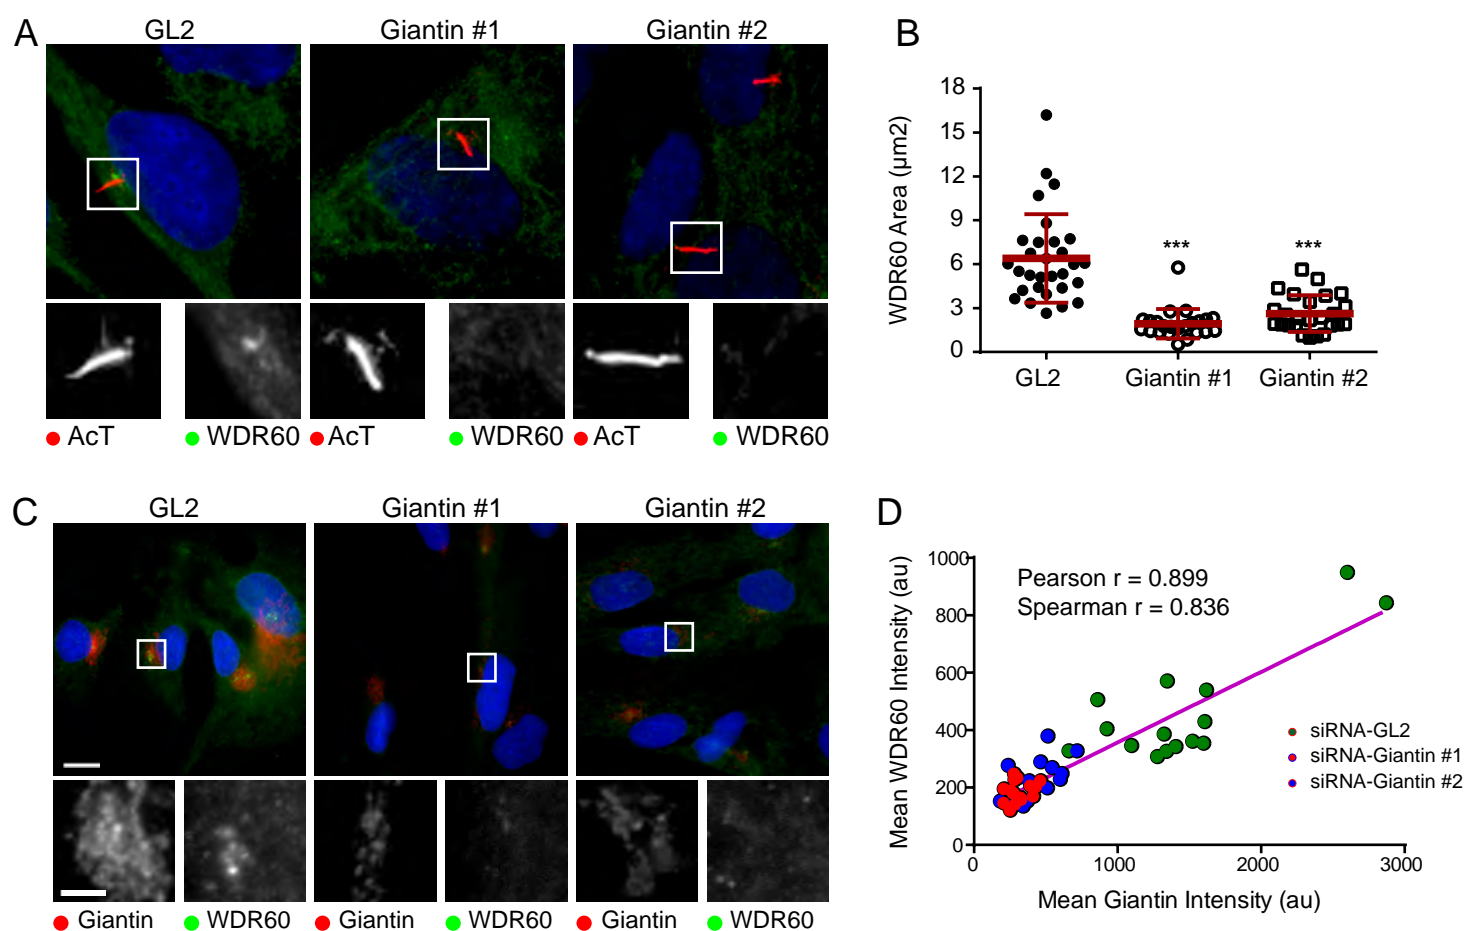 A
GL2
Giantin #1
Giantin #2
AcT
WDR60
AcT
WDR60
AcT
WDR60
B
WDR60 Area (µm2)
18
15
12
9
6
3
0
***
***
GL2
Giantin #1
Giantin #2
C
GL2
Giantin #1
Giantin #2
Giantin
WDR60
Giantin
WDR60
Giantin
WDR60
D
Mean WDR60 Intensity (au)
1000
800
600
400
200
0
Pearson r = 0.899
Spearman r = 0.836
siRNA-GL2
siRNA-Giantin #1
siRNA-Giantin #2
0
1000
2000
3000
Mean Giantin Intensity (au)